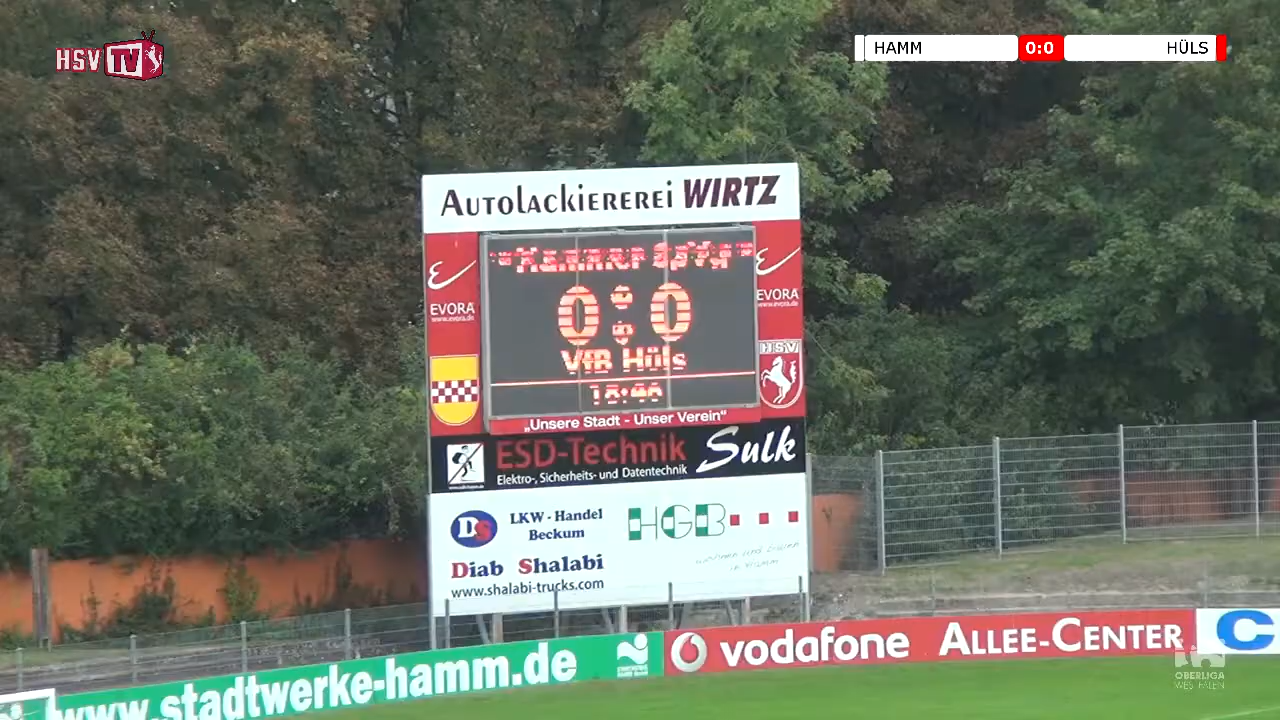 HSV TV
HAMM 0:0 HÜLS
AUTOLACKIEREREI WIRTZ
EVORA
www.evora.de
EVORA
www.evora.de
Hammer SpVg
0:0
VfB Hüls
HSV
„Unsere Stadt - Unser Verein“
ESD-Technik
Elektro-, Sicherheits- und Datentechnik
Sulk
DS
LKW - Handel
Beckum
HGB
Diab Shalabi
www.shalabi-trucks.com
www.stadtwerke-hamm.de
vodafone
ALLEE-CENTER
OBERLIGA
WESTFALEN